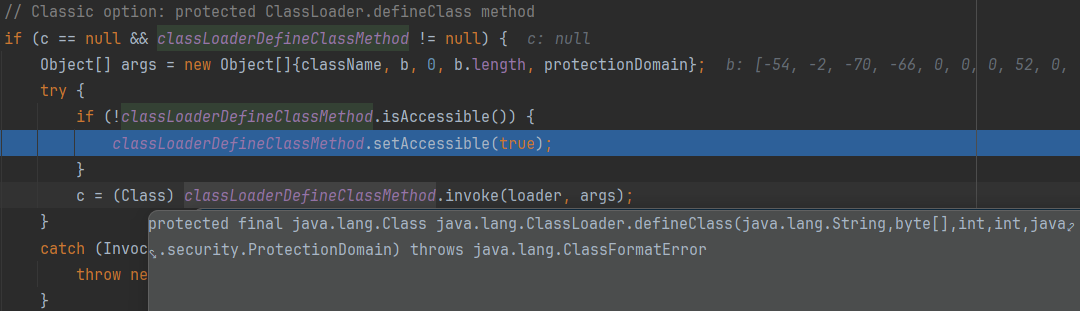 // Classic option: protected ClassLoader.defineClass method
if (c == null && classLoaderDefineClassMethod != null) {  c: null
Object[] args = new Object[]{className, b, 0, b.length, protectionDomain};  b: [-54, -2, -70, -66, 0, 0, 0, 52, 0,
try {
if (!classLoaderDefineClassMethod.isAccessible()) {
classLoaderDefineClassMethod.setAccessible(true);
}
c = (Class) classLoaderDefineClassMethod.invoke(loader, args);
}
protected final java.lang.Class java.lang.ClassLoader.defineClass(java.lang.String,byte[],int,int,java
catch (Invoc
.security.ProtectionDomain) throws java.lang.ClassFormatError
throw ne
}